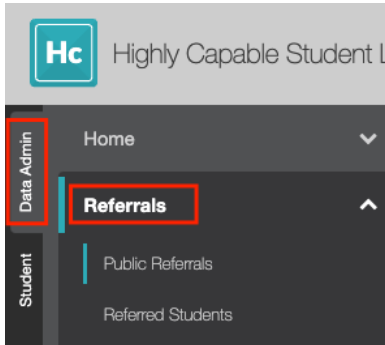 Hc Highly Capable Student L
Data Admin
Student
Home
Referrals
Public Referrals
Referred Students